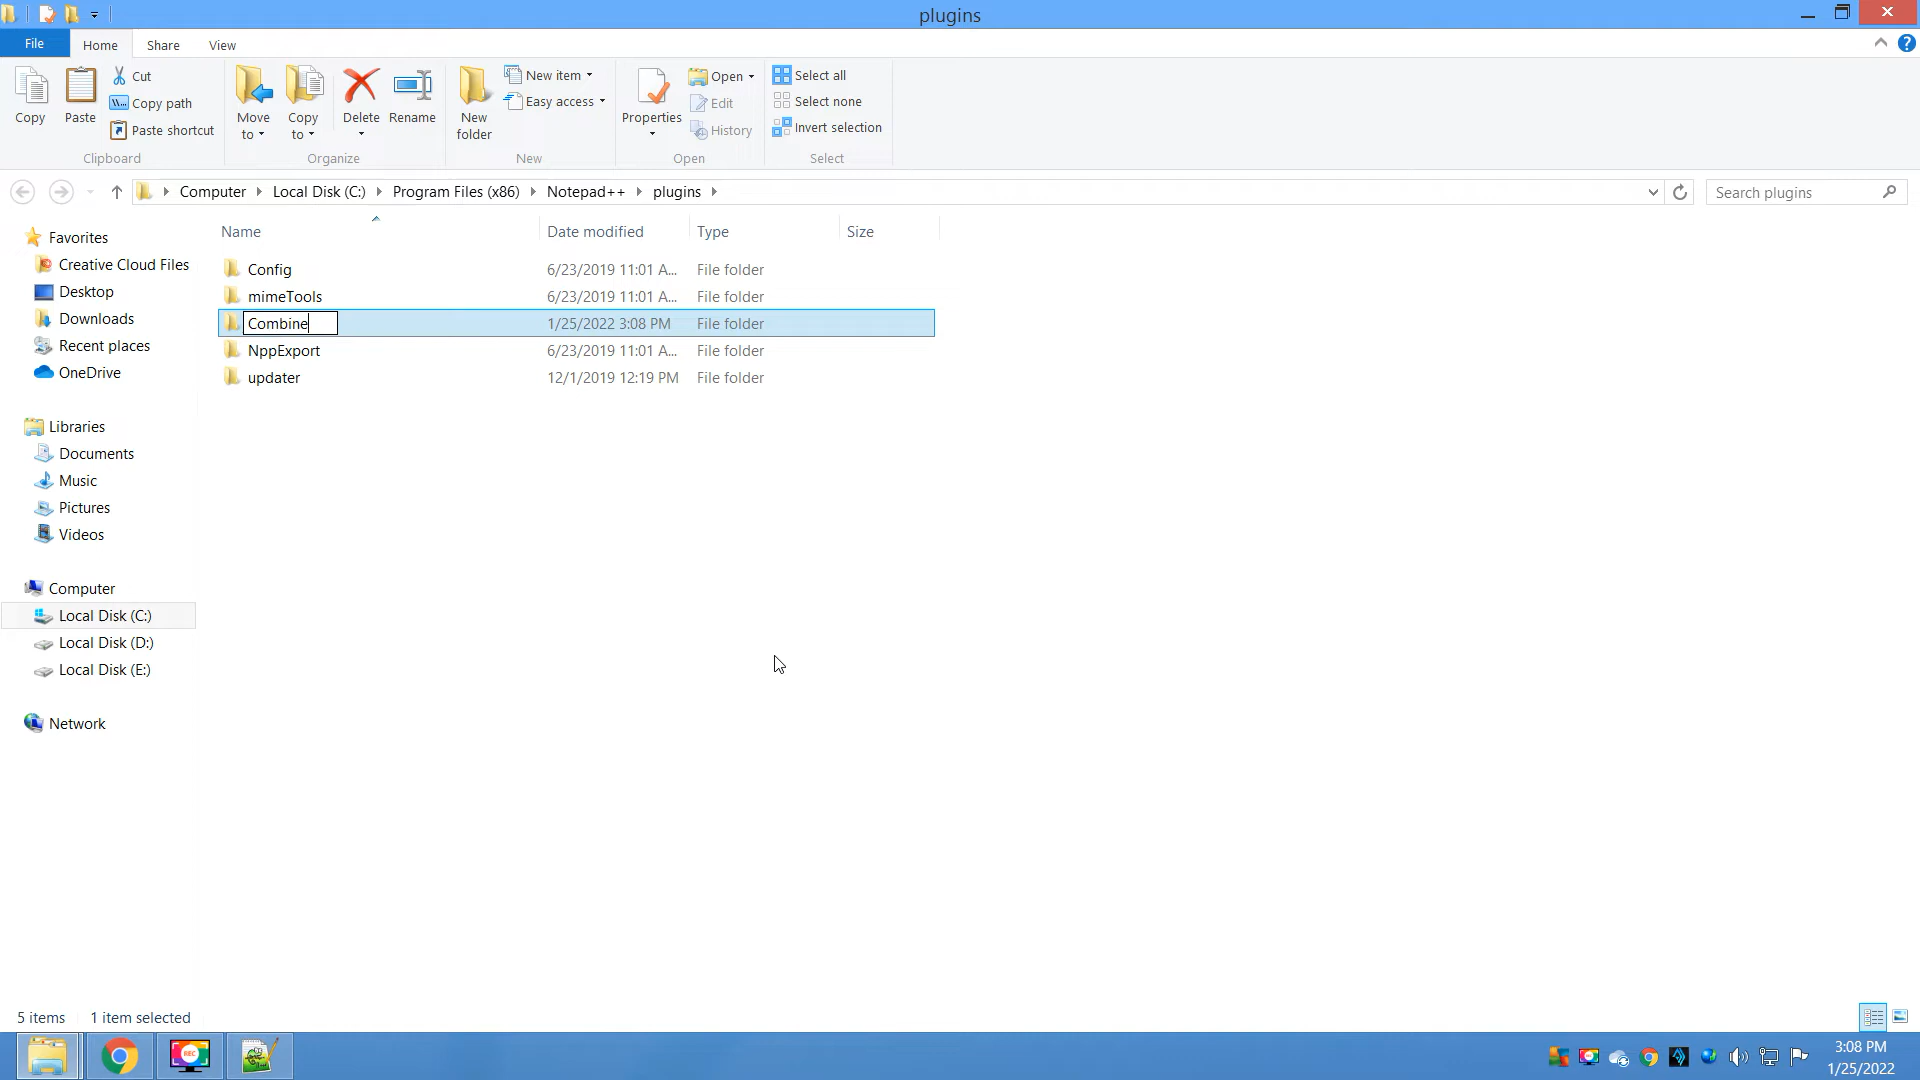 plugins
File Home Share View
Copy
Paste
Cut
Copy path
Paste shortcut
Clipboard
Move to
Copy to
Delete
Rename
Organize
New folder
New item
Easy access
New
Properties
Open
Edit
History
Open
Select all
Select none
Invert selection
Select
Computer Local Disk (C:) Program Files (x86) Notepad++ plugins
Search plugins
Name Date modified Type Size
Config 6/23/2019 11:01 A... File folder
mimeTools 6/23/2019 11:01 A... File folder
Combine 1/25/2022 3:08 PM File folder
NppExport 6/23/2019 11:01 A... File folder
updater 12/1/2019 12:19 PM File folder
Favorites
Creative Cloud Files
Desktop
Downloads
Recent places
OneDrive
Libraries
Documents
Music
Pictures
Videos
Computer
Local Disk (C:)
Local Disk (D:)
Local Disk (E:)
Network
5 items 1 item selected
REC
3:08 PM
1/25/2022